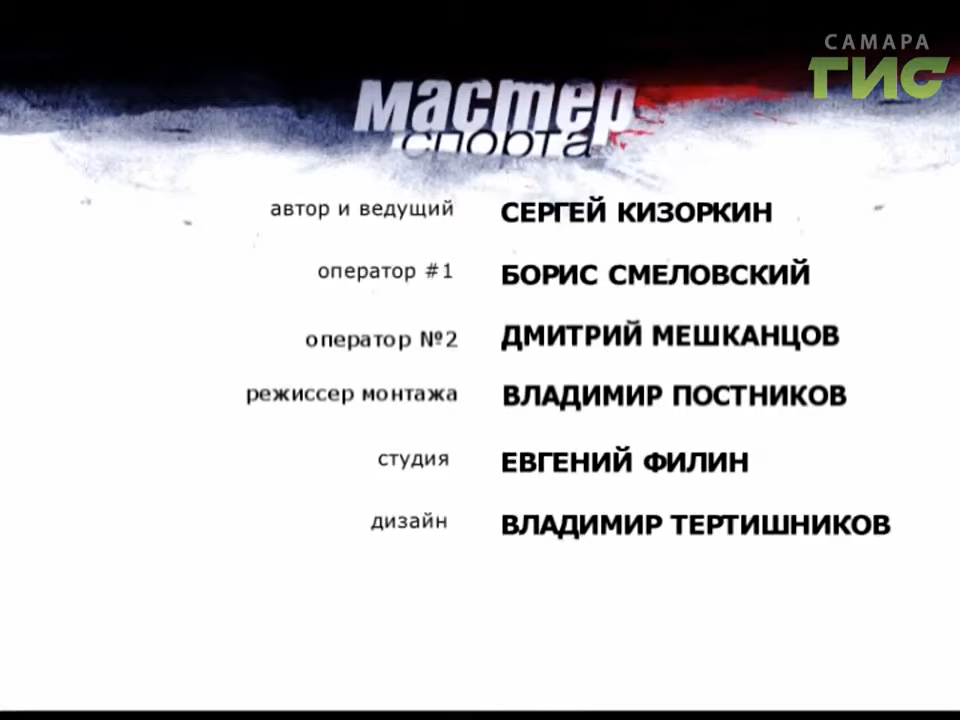 САМАРА
ГИС
мастер
спорта
автор и ведущий СЕРГЕЙ КИЗОРКИН
оператор #1 БОРИС СМЕЛОВСКИЙ
оператор №2 ДМИТРИЙ МЕШКАНЦОВ
режиссер монтажа ВЛАДИМИР ПОСТНИКОВ
студия ЕВГЕНИЙ ФИЛИН
дизайн ВЛАДИМИР ТЕРТИШНИКОВ